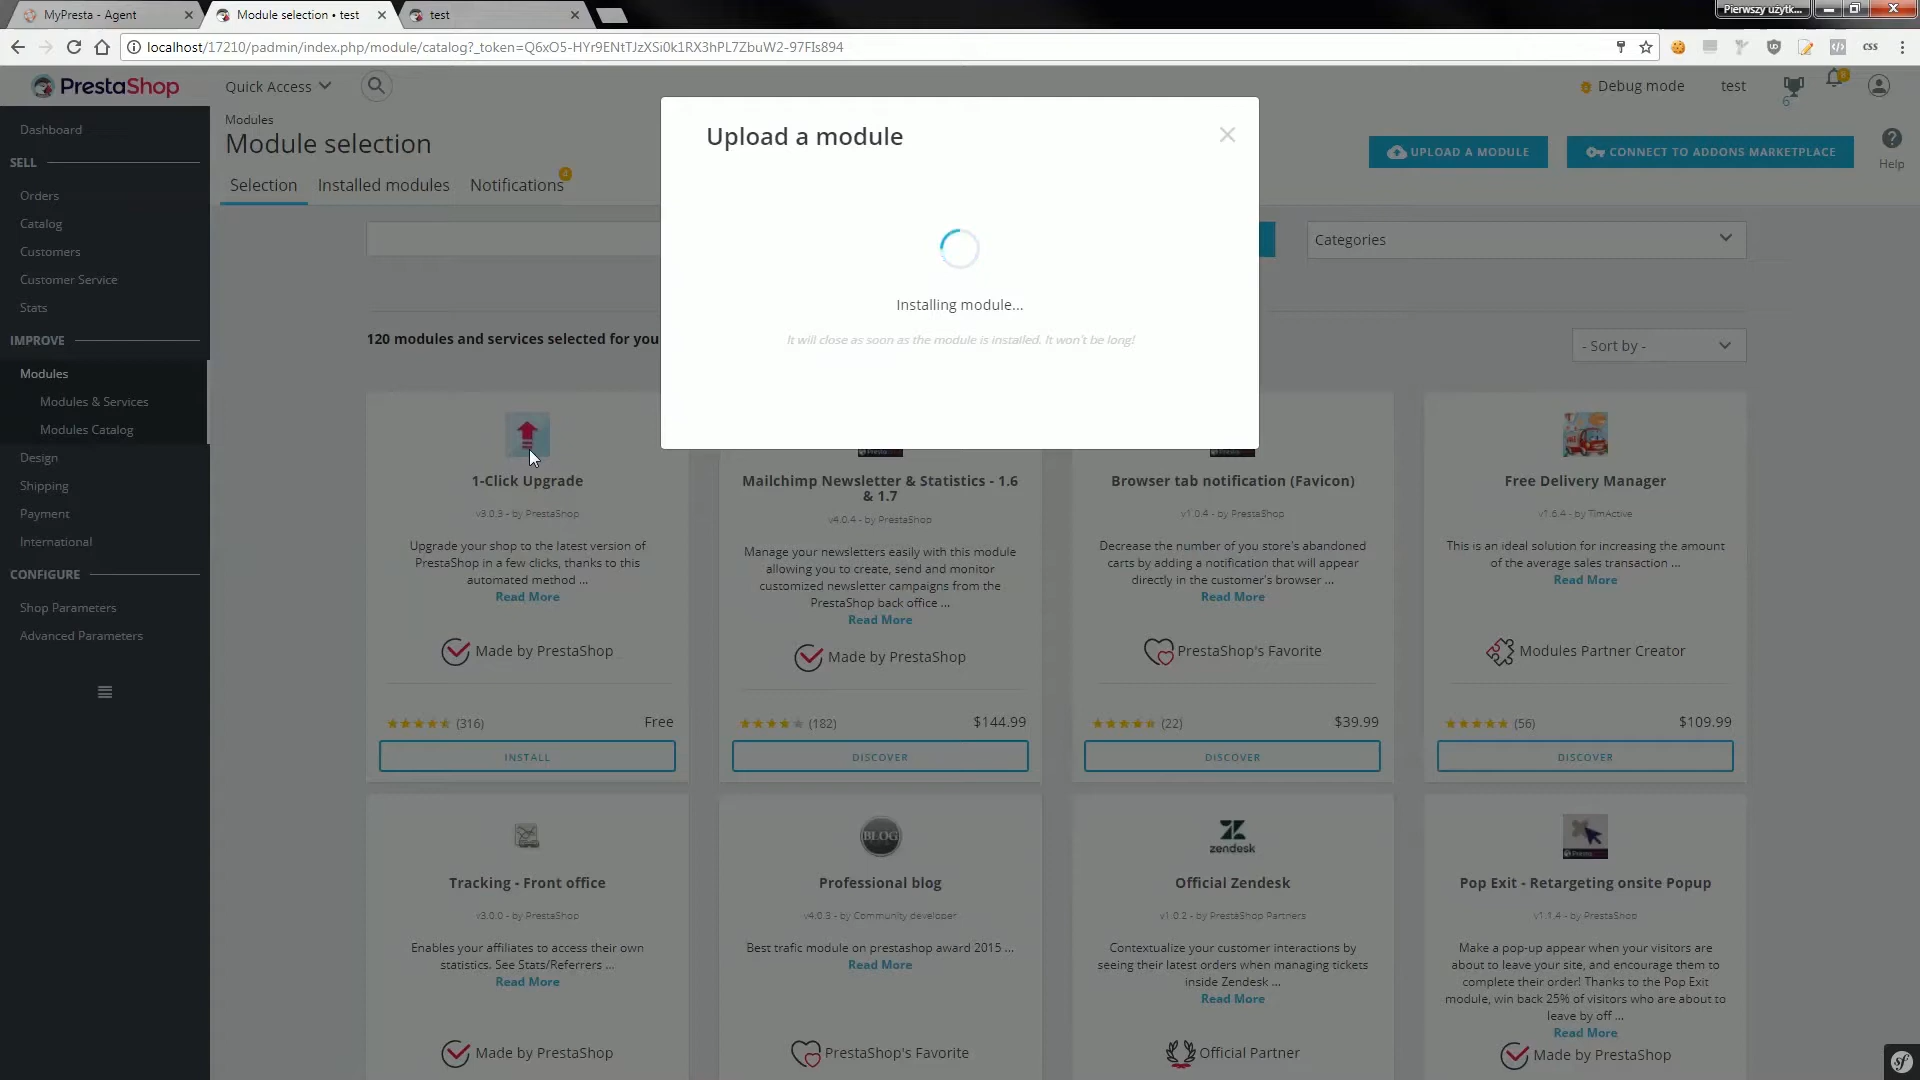 MyPresta - Agent
Module selection • test
test
Pierwszy użytk...
localhost/17210/padmin/index.php/module/catalog?_token=Q6xO5-HYr9ENtTJzXSi0k1RX3hPL7ZbuW2-97FIs894
css
PrestaShop
Quick Access
Debug mode
test
6
Modules
Module selection
UPLOAD A MODULE
CONNECT TO ADDONS MARKETPLACE
Help
Selection
Installed modules
Notifications
4
Dashboard
SELL
Orders
Catalog
Customers
Customer Service
Stats
IMPROVE
Modules
Modules & Services
Modules Catalog
Design
Shipping
Payment
International
CONFIGURE
Shop Parameters
Advanced Parameters
Upload a module
Installing module...
It will close as soon as the module is installed. It won't be long!
Categories
120 modules and services selected for you
- Sort by -
1-Click Upgrade
v3.0.3 - by PrestaShop
Upgrade your shop to the latest version of
PrestaShop in a few clicks, thanks to this
automated method ...
Read More
Made by PrestaShop
(316)
Free
INSTALL
Mailchimp Newsletter & Statistics - 1.6
& 1.7
v4.0.4 - by PrestaShop
Manage your newsletters easily with this module
allowing you to create, send and monitor
customized newsletter campaigns from the
PrestaShop back office ...
Read More
Made by PrestaShop
(182)
$144.99
DISCOVER
Browser tab notification (Favicon)
v1.0.4 - by PrestaShop
Decrease the number of you store's abandoned
carts by adding a notification that will appear
directly in the customer's browser ...
Read More
PrestaShop's Favorite
(22)
$39.99
DISCOVER
Free Delivery Manager
v1.6.4 - by TimActive
This is an ideal solution for increasing the amount
of the average sales transaction ...
Read More
Modules Partner Creator
(56)
$109.99
DISCOVER
Tracking - Front office
v3.0.0 - by PrestaShop
Enables your affiliates to access their own
statistics. See Stats/Referrers ...
Read More
Made by PrestaShop
BLOG
Professional blog
v4.0.3 - by Community developer
Best trafic module on prestashop award 2015 ...
Read More
PrestaShop's Favorite
zendesk
Official Zendesk
v1.0.2 - by PrestaShop Partners
Contextualize your customer interactions by
seeing their latest orders when managing tickets
inside Zendesk ...
Read More
Official Partner
Pop Exit - Retargeting onsite Popup
v1.1.4 - by PrestaShop
Make a pop-up appear when your visitors are
about to leave your site, and encourage them to
complete their order! Thanks to the Pop Exit
module, win back 25% of visitors who are about to
leave by off ...
Read More
Made by PrestaShop
sf